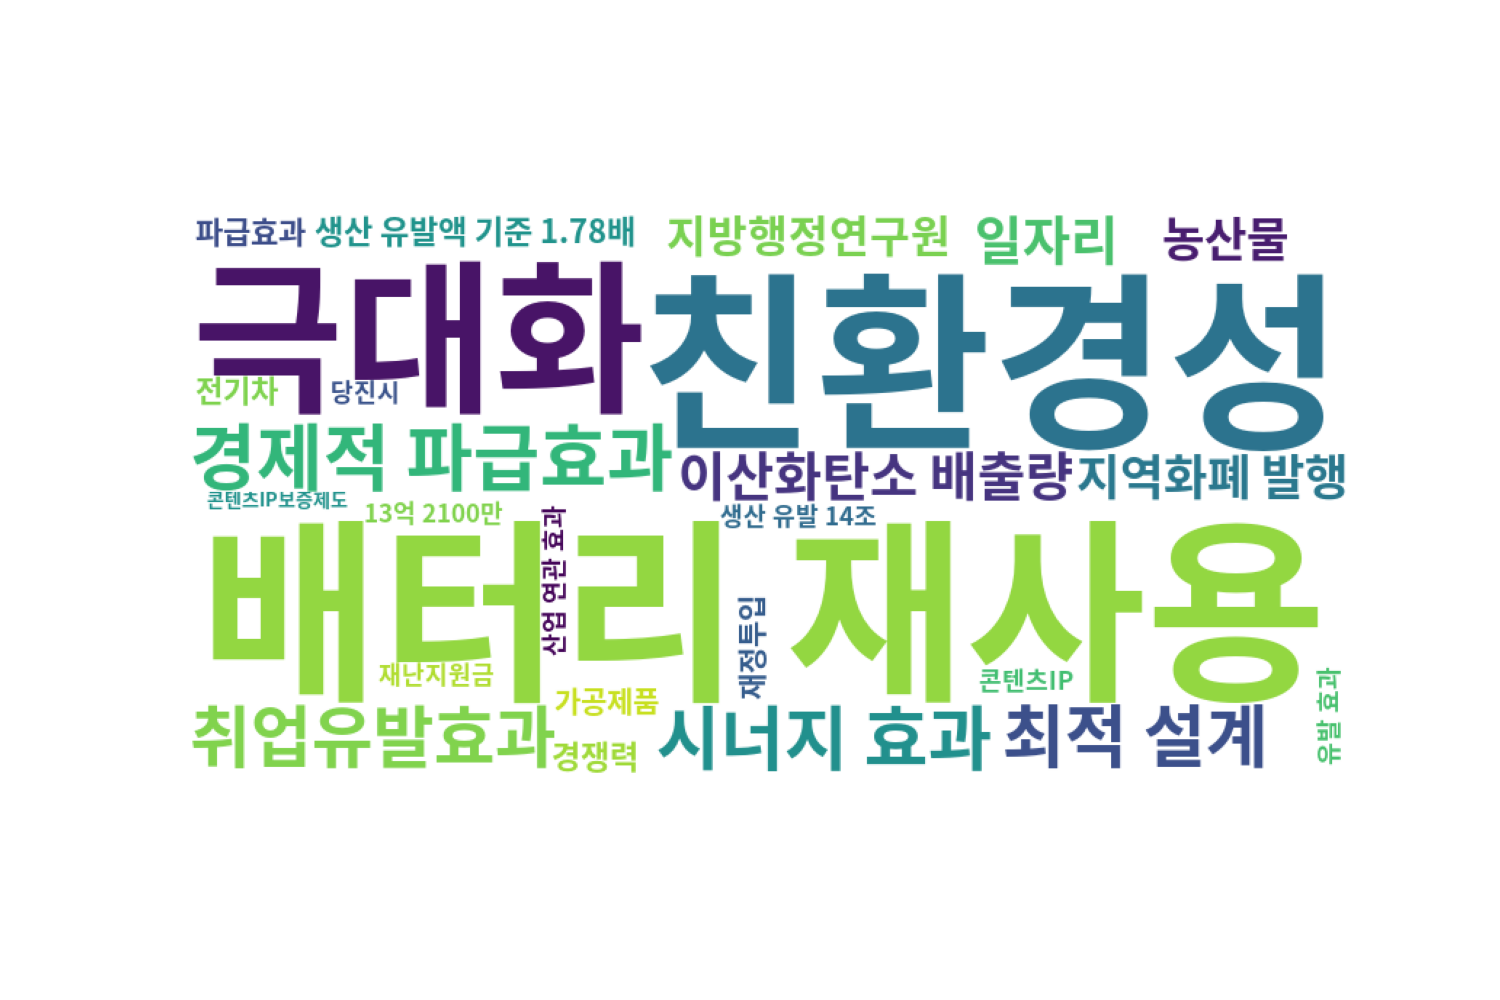 파급효과
생산 유발액 기준 1.78배
지방행정연구원
일자리
농산물
극대화
친환경성
전기차
당진시
경제적 파급효과
이산화탄소 배출량
지역화폐 발행
콘텐츠IP보증제도
13억 2100만
산업 연관 효과
생산 유발 14조
배터리 재사용
재정투입
재난지원금
콘텐츠IP
가공제품
유발 효과
취업유발효과
경쟁력
시너지 효과
최적 설계